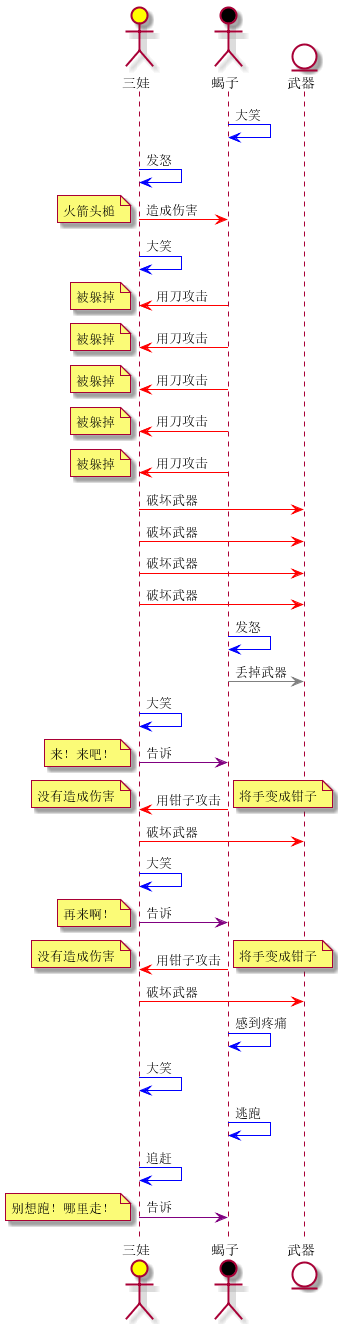 三娃 蝎子 武器
大笑
发怒
火箭头槌 造成伤害
大笑
被躲掉 用刀攻击
被躲掉 用刀攻击
被躲掉 用刀攻击
被躲掉 用刀攻击
被躲掉 用刀攻击
破坏武器
破坏武器
破坏武器
破坏武器
发怒
丢掉武器
大笑
来！来吧！ 告诉
没有造成伤害 用钳子攻击 将手变成钳子
破坏武器
大笑
再来啊！ 告诉
没有造成伤害 用钳子攻击 将手变成钳子
破坏武器
感到疼痛
大笑
逃跑
追赶
别想跑！哪里走！ 告诉
三娃 蝎子 武器